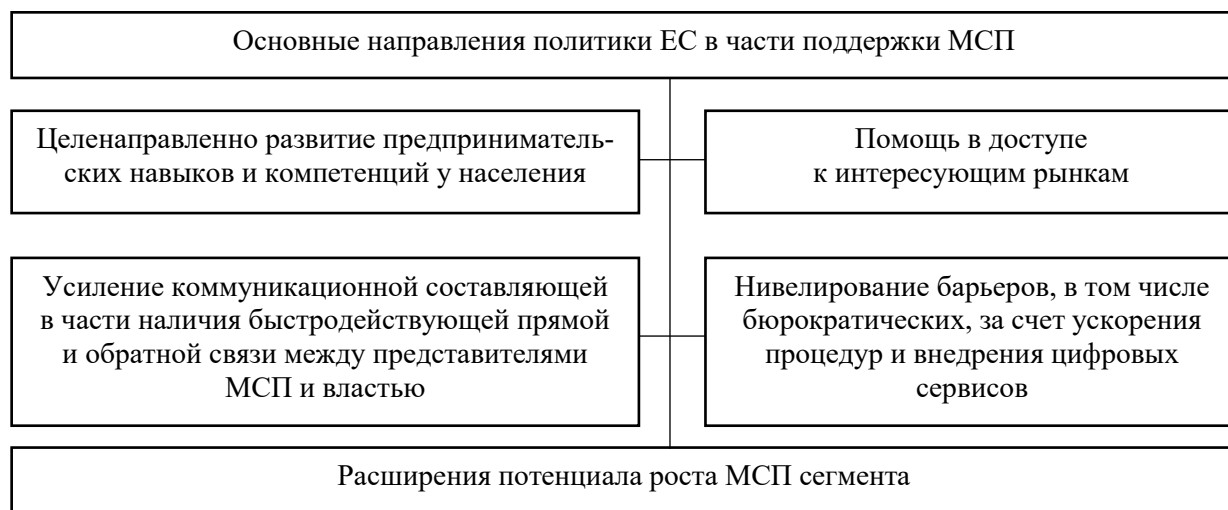 Основные направления политики ЕС в части поддержки МСП
Целенаправленно развитие предприниматель-
ских навыков и компетенций у населения
Помощь в доступе
к интересующим рынкам
Усиление коммуникационной составляющей
в части наличия быстродействующей прямой
и обратной связи между представителями
МСП и властью
Нивелирование барьеров, в том числе
бюрократических, за счет ускорения
процедур и внедрения цифровых
сервисов
Расширения потенциала роста МСП сегмента